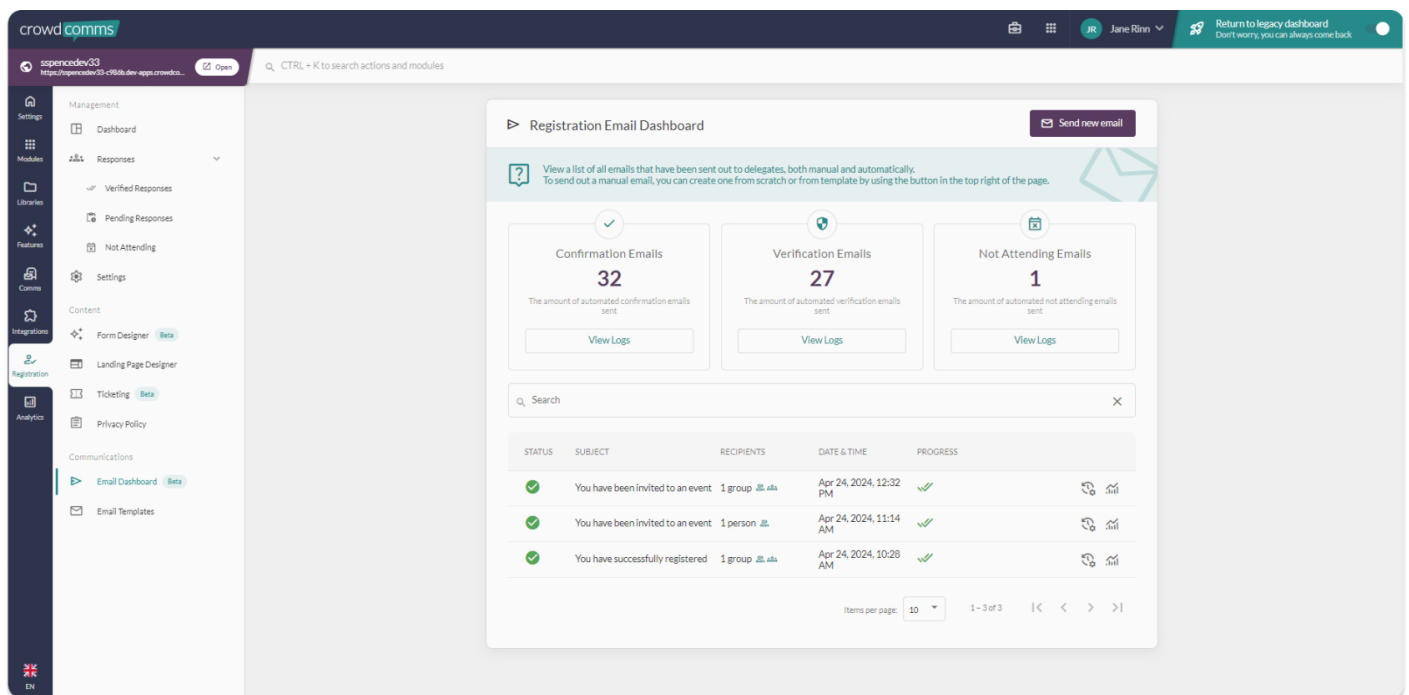 crowdcomms
JR Jane Rinn
Return to legacy dashboard
Don't worry, you can always come back
sspencedev33
https://sspencedev33-c986b.dev-apps.crowdco...
Open
CTRL + K to search actions and modules
Settings
Modules
Libraries
Features
Comms
Integrations
Registration
Analytics
EN
Management
Dashboard
Responses
Verified Responses
Pending Responses
Not Attending
Settings
Content
Form Designer Beta
Landing Page Designer
Ticketing Beta
Privacy Policy
Communications
Email Dashboard Beta
Email Templates
Registration Email Dashboard
Send new email
View a list of all emails that have been sent out to delegates, both manual and automatically.
To send out a manual email, you can create one from scratch or from template by using the button in the top right of the page.
Confirmation Emails
32
The amount of automated confirmation emails
sent
View Logs
Verification Emails
27
The amount of automated verification emails
sent
View Logs
Not Attending Emails
1
The amount of automated not attending emails
sent
View Logs
Search
STATUS SUBJECT RECIPIENTS DATE & TIME PROGRESS
You have been invited to an event 1 group Apr 24, 2024, 12:32
PM
You have been invited to an event 1 person Apr 24, 2024, 11:14
AM
You have successfully registered 1 group Apr 24, 2024, 10:28
AM
Items per page: 10 1 – 3 of 3